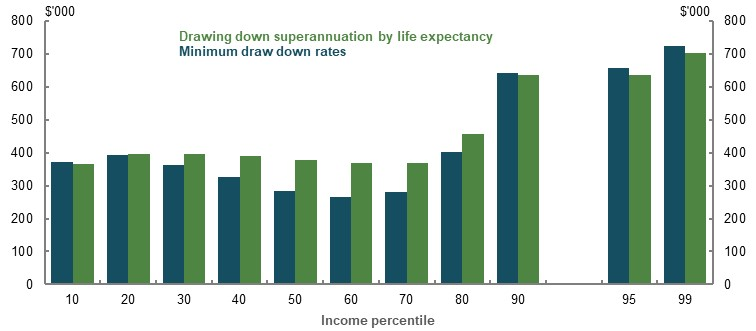 $'000 $'000
800 800
Drawing down superannuation by life expectancy
Minimum draw down rates
700 700
600 600
500 500
400 400
300 300
200 200
100 100
0 0
10 20 30 40 50 60 70 80 90 95 99
Income percentile